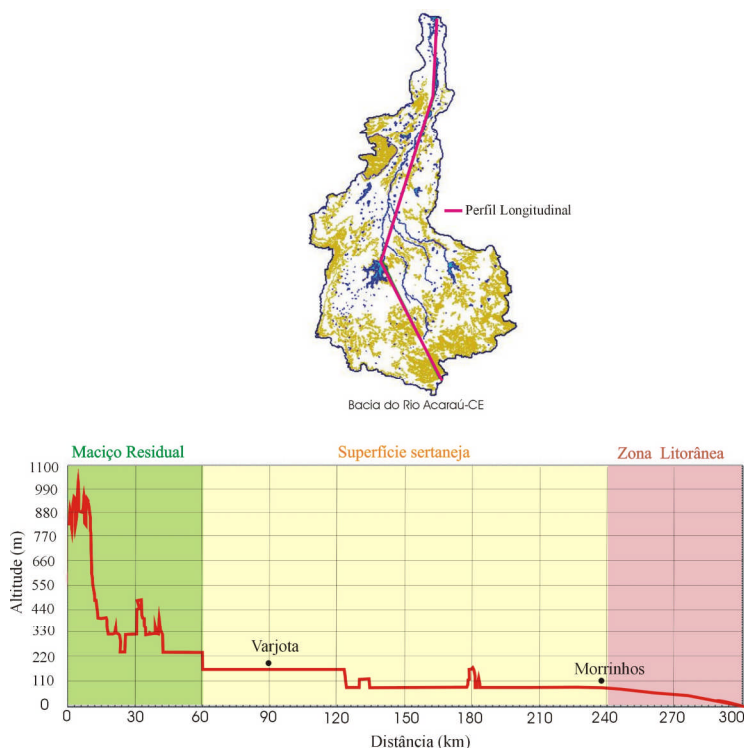 Perfil Longitudinal
Bacia do Rio Acaraú-CE
Maciço Residual Superfície sertaneja Zona Litorânea
1100
990
880
770
660
550
440
330
220
110
0
Altitude (m)
Varjota
Morrinhos
0 30 60 90 120 150 180 210 240 270 300
Distância (km)